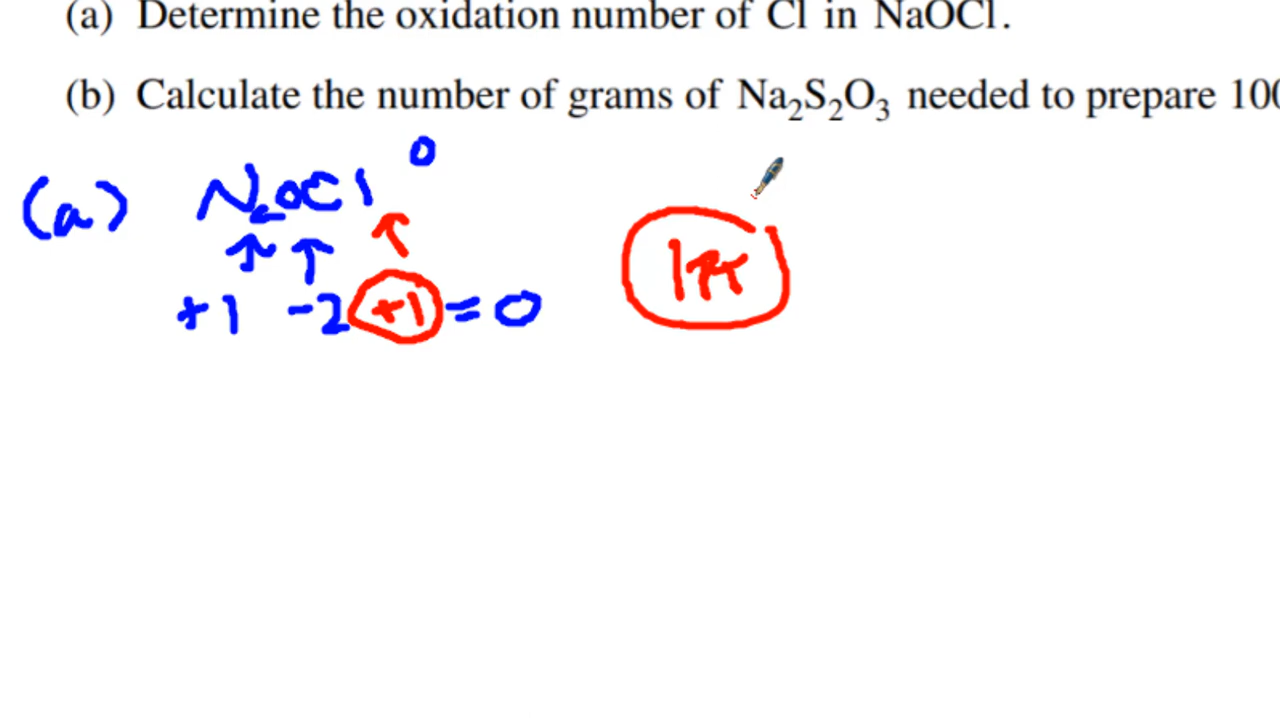 (a) Determine the oxidation number of Cl in NaOCl.
(b) Calculate the number of grams of Na₂S₂O₃ needed to prepare 100
(a) NaOCl 0
+1 -2 +1 = 0
1pt